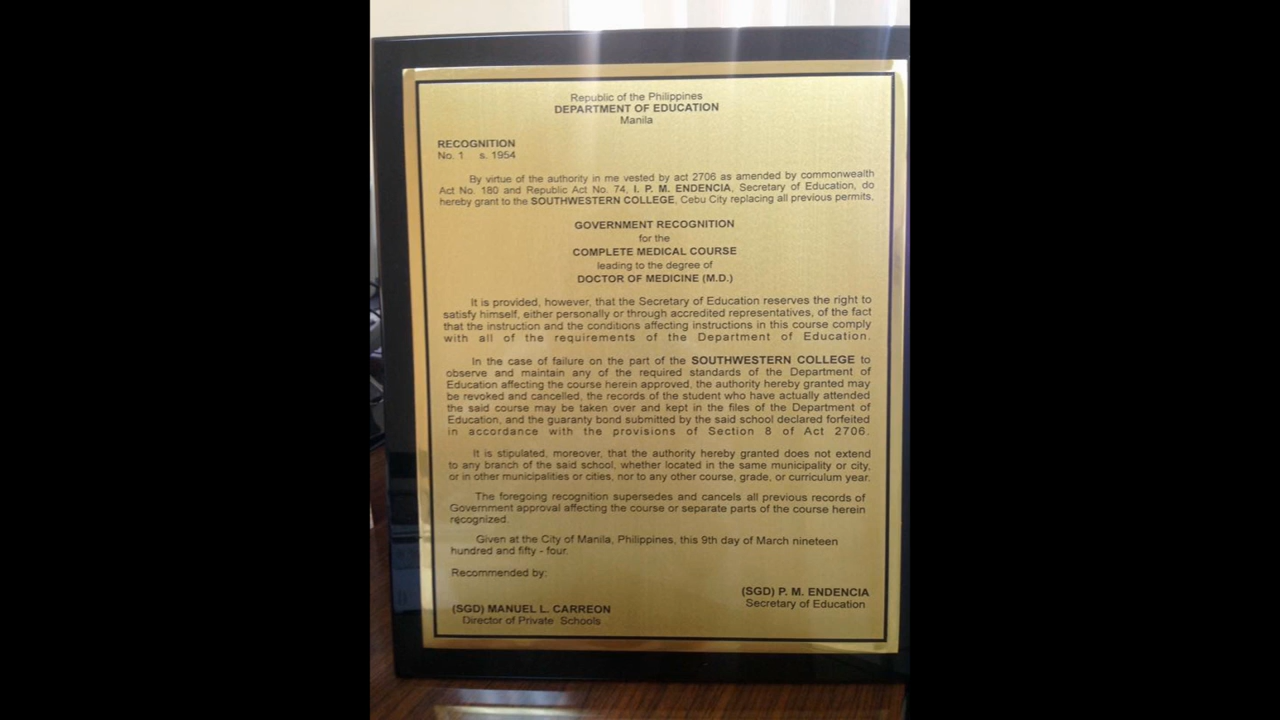 Republic of the Philippines
DEPARTMENT OF EDUCATION
Manila
RECOGNITION
No. 1 s. 1954
By virtue of the authority in me vested by act 2706 as amended by commonwealth
Act No. 180 and Republic Act No. 74, I. P. M. ENDENCIA, Secretary of Education, do
hereby grant to the SOUTHWESTERN COLLEGE, Cebu City replacing all previous permits,
GOVERNMENT RECOGNITION
for the
COMPLETE MEDICAL COURSE
leading to the degree of
DOCTOR OF MEDICINE (M.D.)
It is provided, however, that the Secretary of Education reserves the right to
satisfy himself, either personally or through accredited representatives, of the fact
that the instruction and the conditions affecting instructions in this course comply
with all of the requirements of the Department of Education.
In the case of failure on the part of the SOUTHWESTERN COLLEGE to
observe and maintain any of the required standards of the Department of
Education affecting the course herein approved, the authority hereby granted may
be revoked and cancelled, the records of the student who have actually attended
the said course may be taken over and kept in the files of the Department of
Education, and the guaranty bond submitted by the said school declared forfeited
in accordance with the provisions of Section 8 of Act 2706.
It is stipulated, moreover, that the authority hereby granted does not extend
to any branch of the said school, whether located in the same municipality or city,
or in other municipalities or cities, nor to any other course, grade, or curriculum year.
The foregoing recognition supersedes and cancels all previous records of
Government approval affecting the course or separate parts of the course herein
recognized.
Given at the City of Manila, Philippines, this 9th day of March nineteen
hundred and fifty - four.
Recommended by:
(SGD) P. M. ENDENCIA
Secretary of Education
(SGD) MANUEL L. CARREON
Director of Private Schools